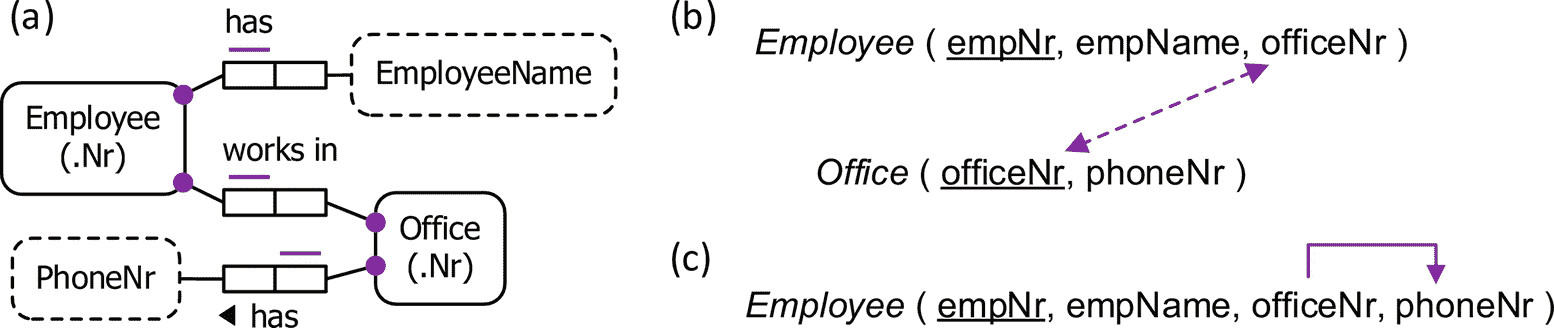 (a)
has
EmployeeName
Employee
(.Nr)
works in
Office
(.Nr)
PhoneNr
has
(b)
Employee ( empNr, empName, officeNr )
Office ( officeNr, phoneNr )
(c)
Employee ( empNr, empName, officeNr, phoneNr )